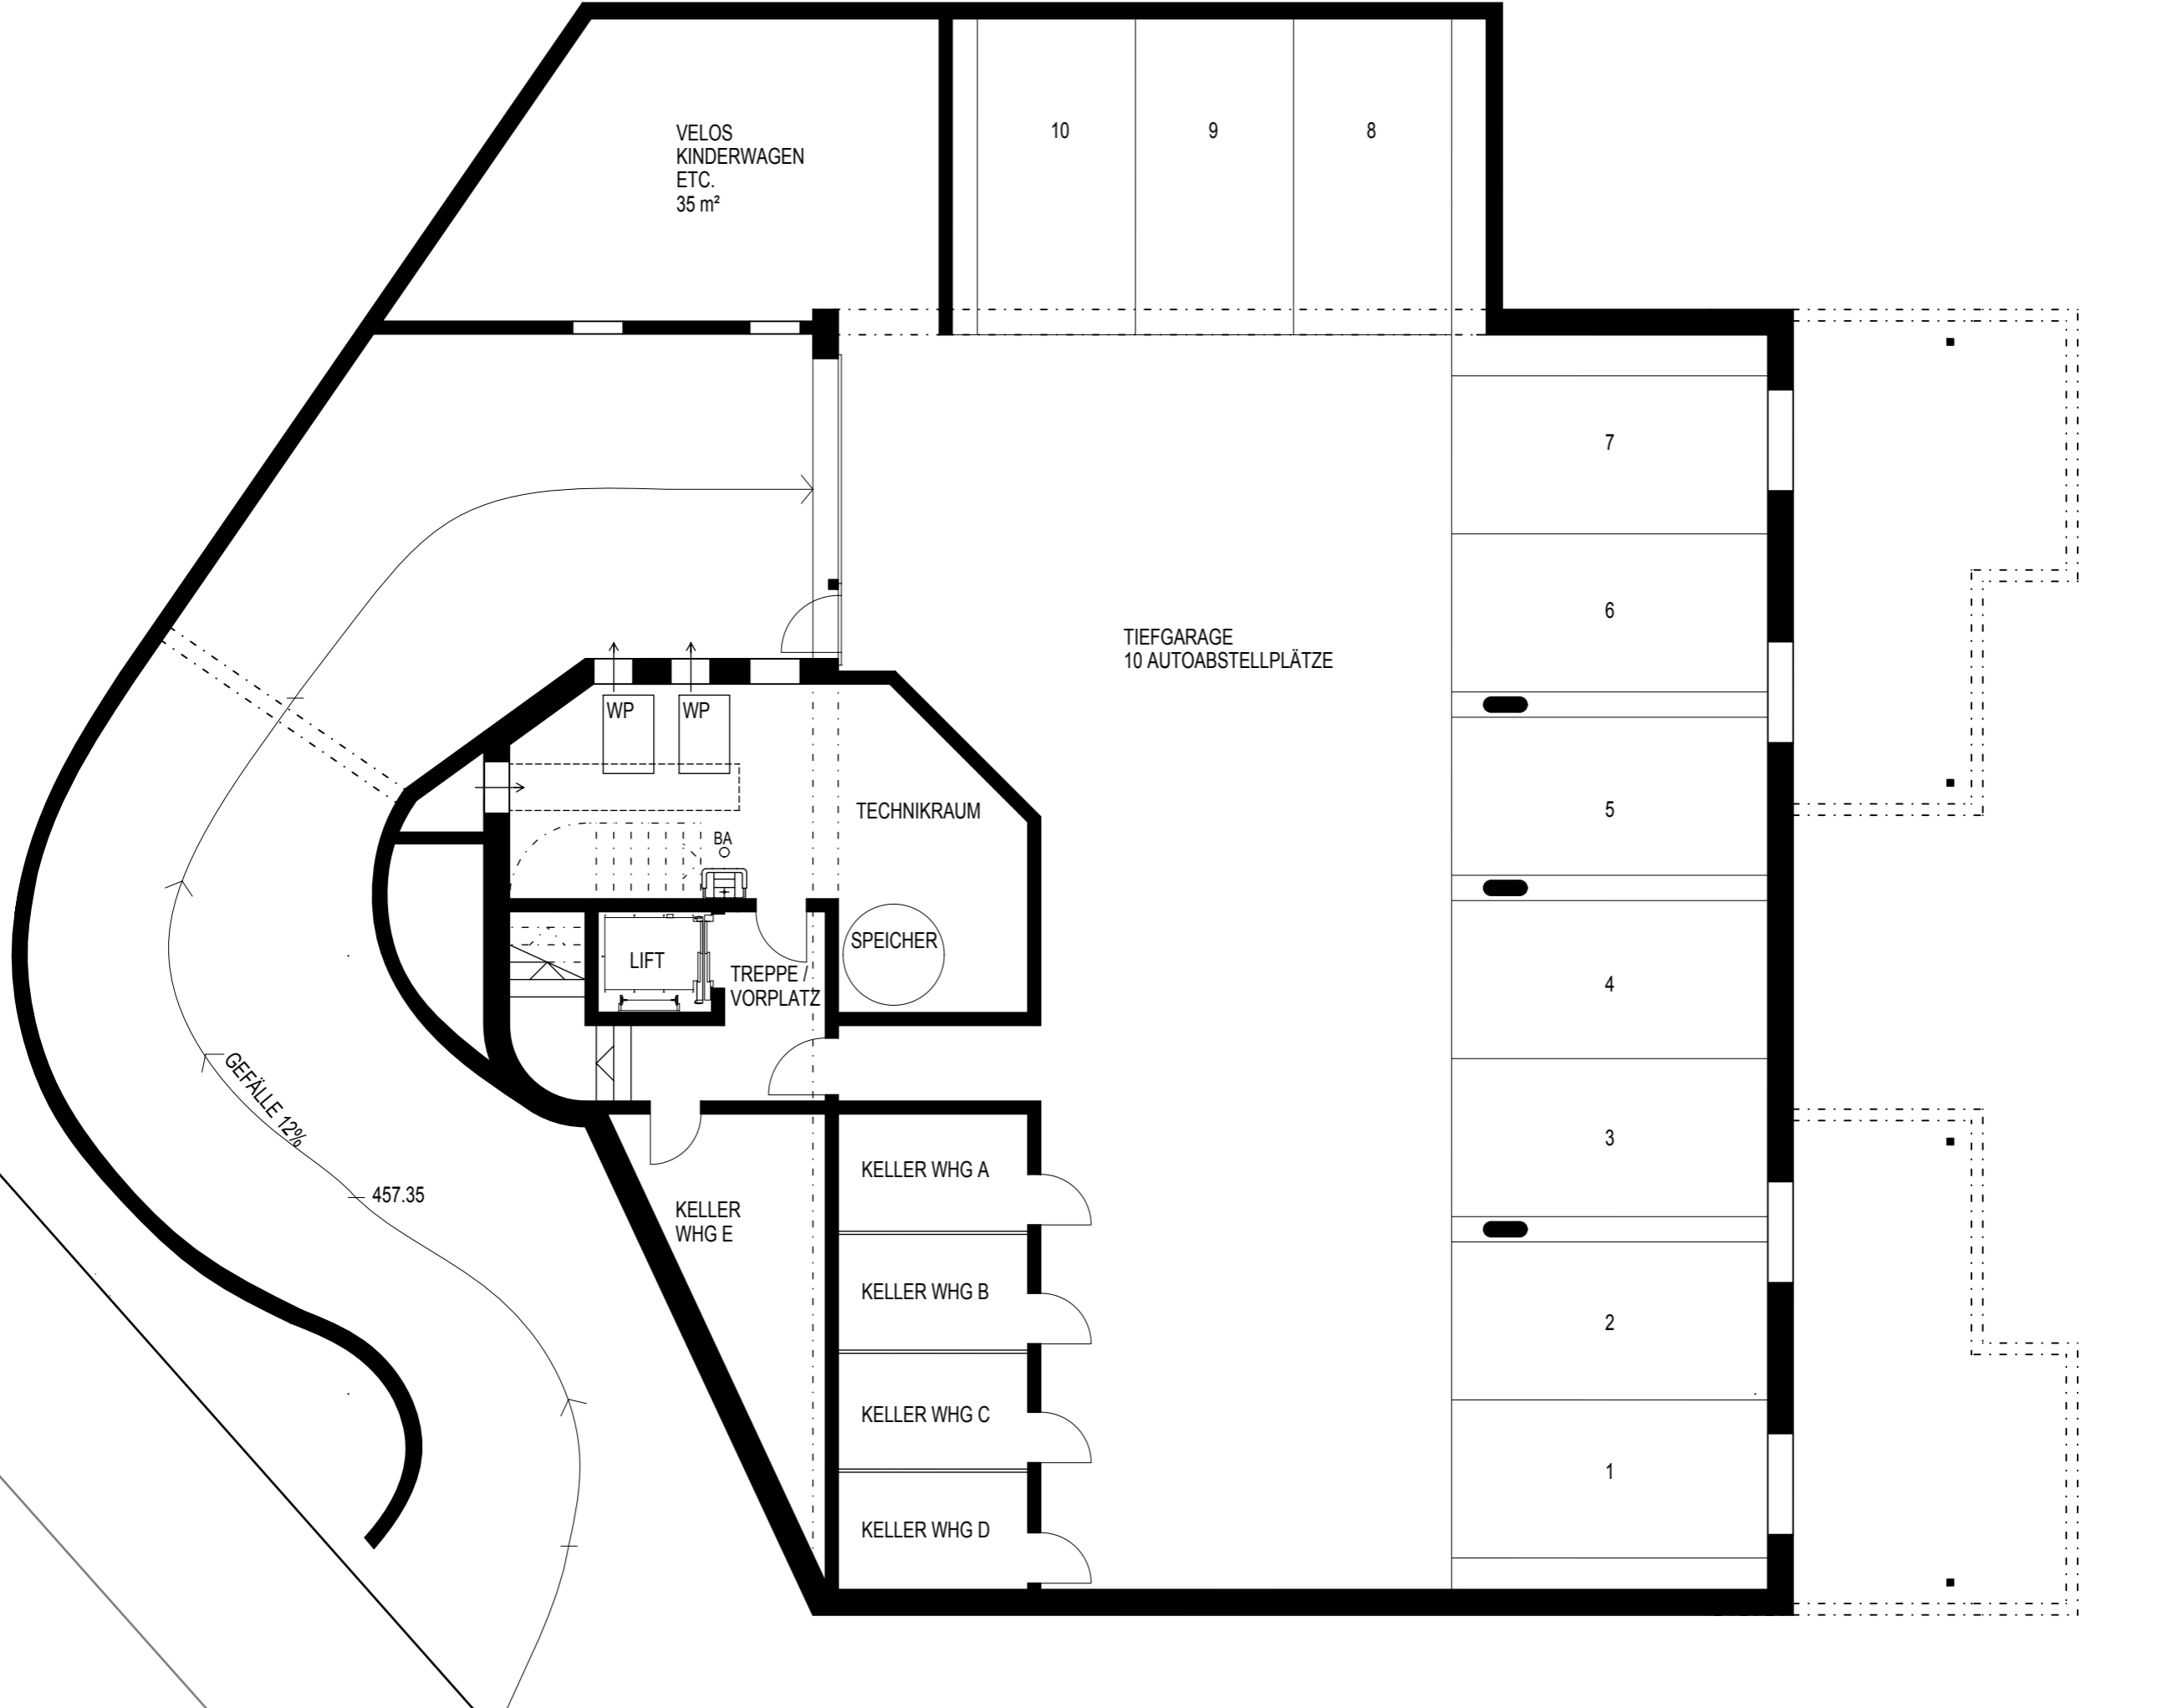 VELOS
KINDERWAGEN
ETC.
35 m²
10
9
8
7
TIEFGARAGE
10 AUTOABSTELLPLÄTZE
6
WP
WP
TECHNIKRAUM
5
BA
SPEICHER
LIFT
TREPPE /
VORPLATZ
4
GEFÄLLE 12%
3
KELLER WHG A
457.35
KELLER
WHG E
KELLER WHG B
2
KELLER WHG C
1
KELLER WHG D